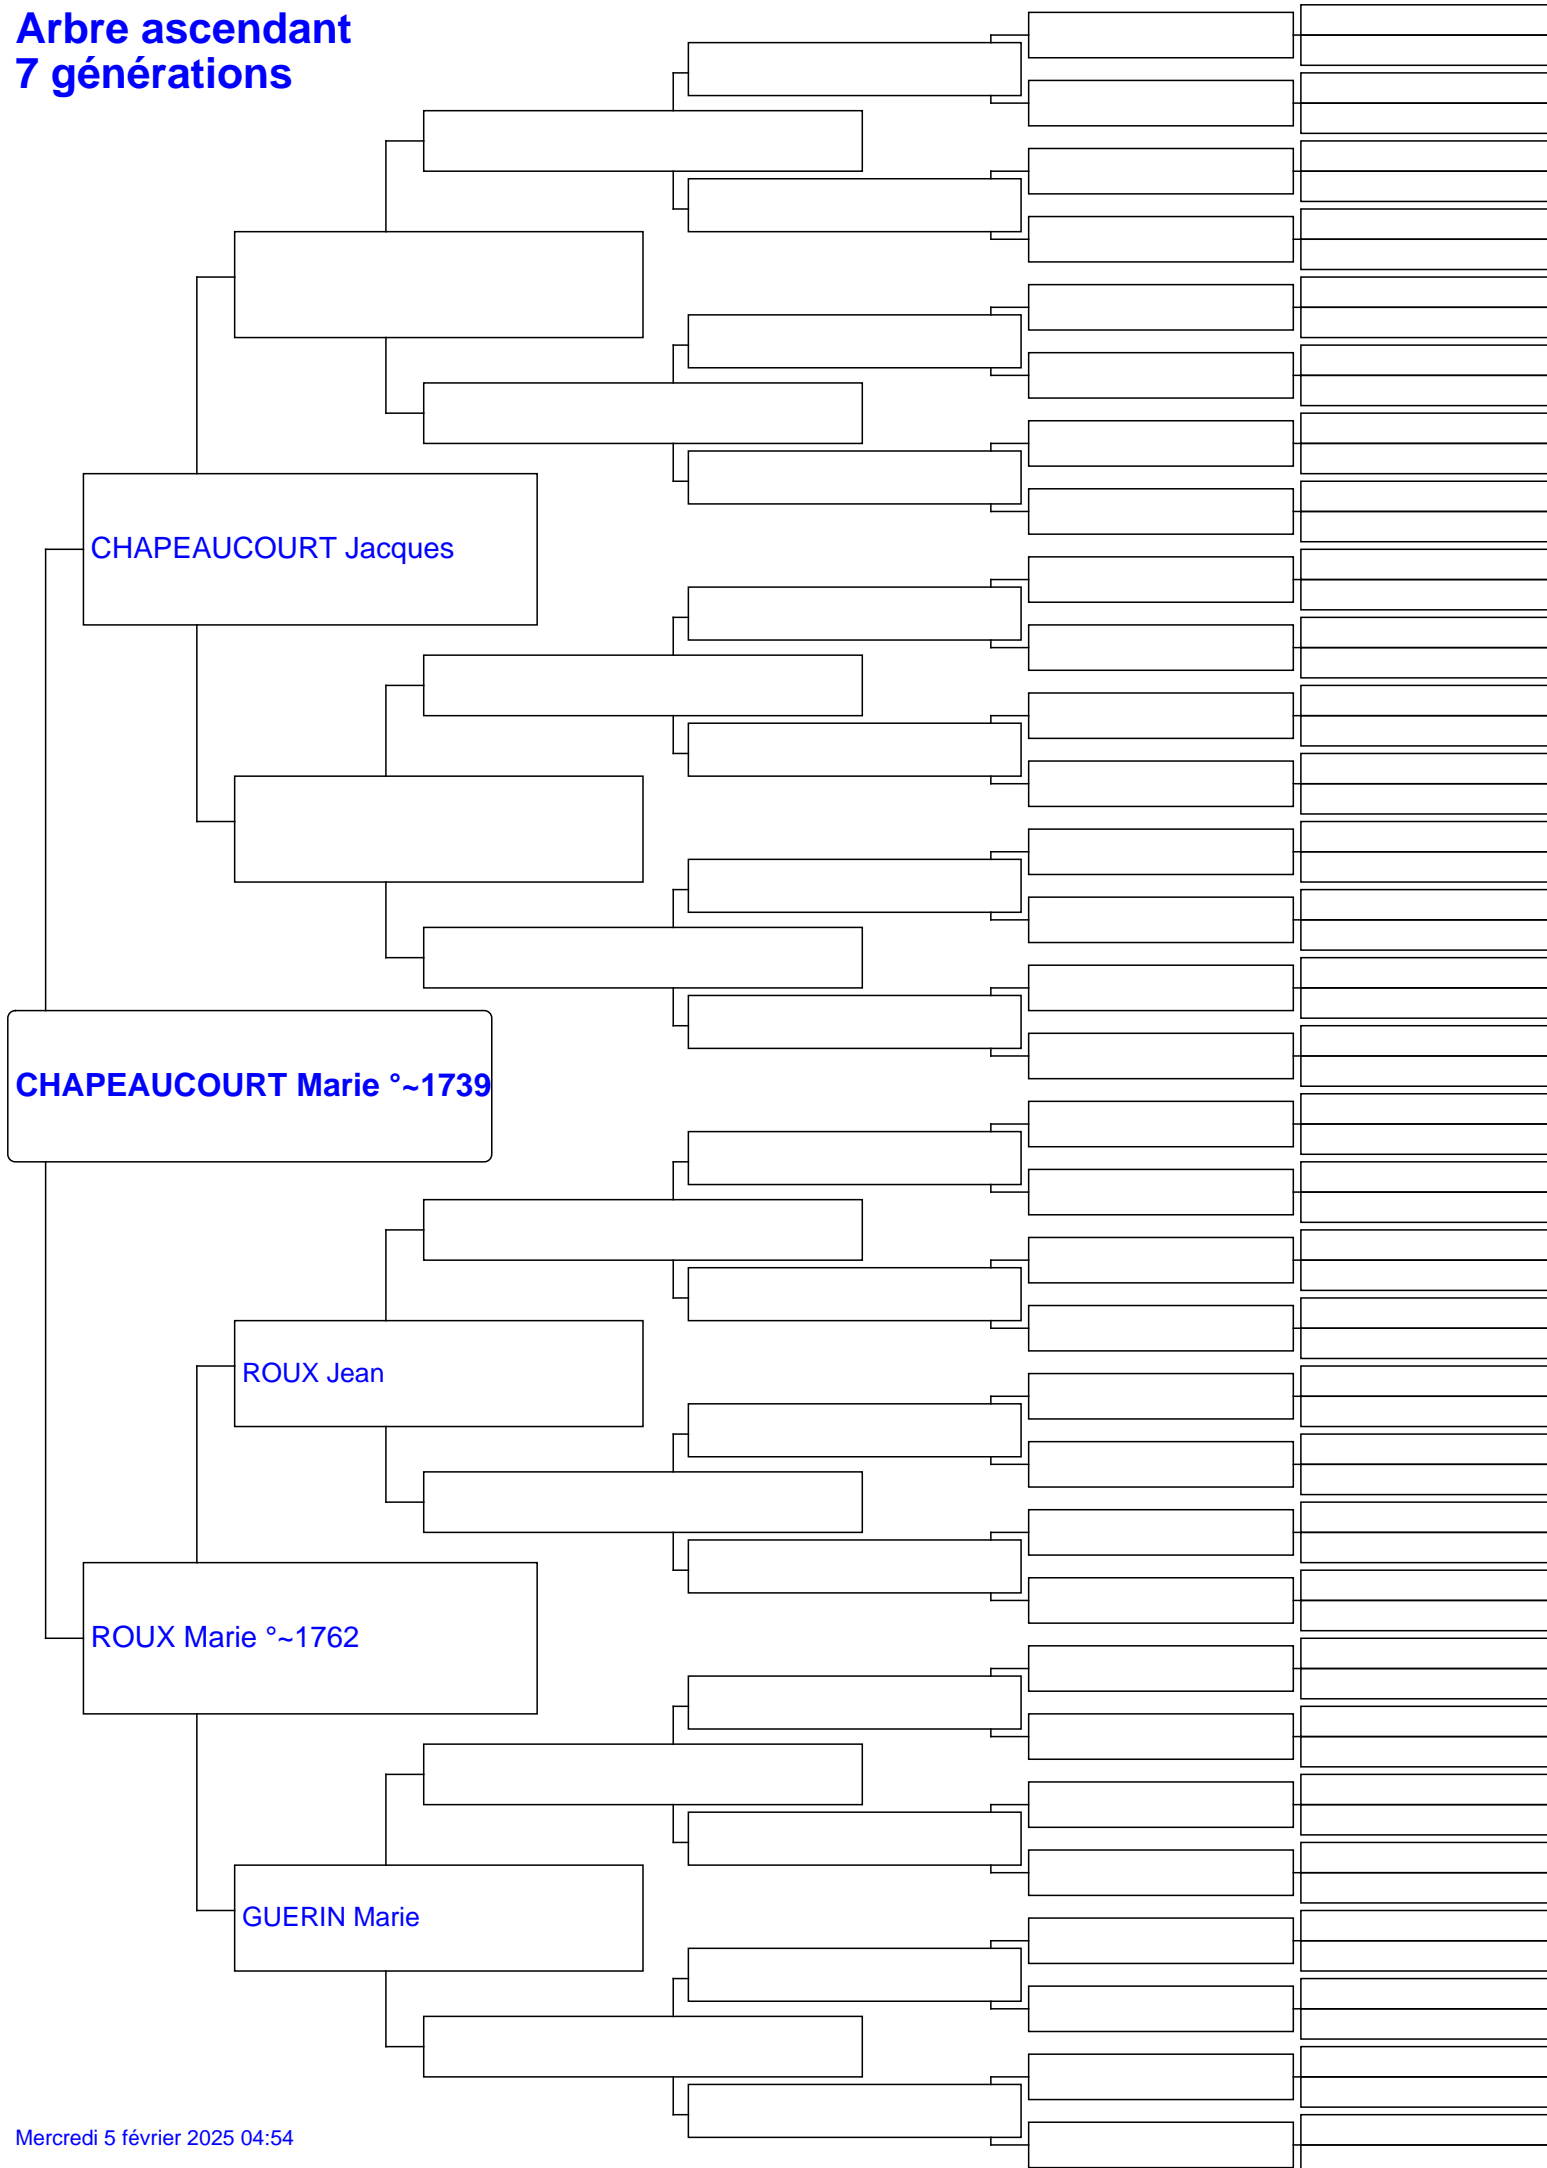 Arbre ascendant
7 générations
CHAPEAUCOURT Jacques
CHAPEAUCOURT Marie °~1739
ROUX Jean
ROUX Marie °~1762
GUERIN Marie
Mercredi 5 février 2025 04:54